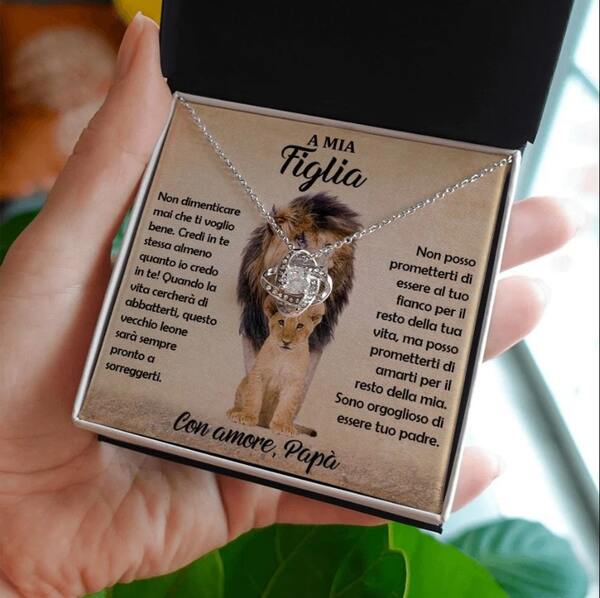 A MIA
Figlia
Non dimenticare
mai che ti voglio
bene. Credi in te
stessa almeno
quanto io credo
in te! Quando la
vita cercherà di
abbatterti, questo
vecchio leone
sarà sempre
pronto a
sorreggerti.
Non posso
prometterti di
essere al tuo
fianco per il
resto della tua
vita, ma posso
prometterti di
amarti per il
resto della mia.
Sono orgoglioso di
essere tuo padre.
Con amore, Papà